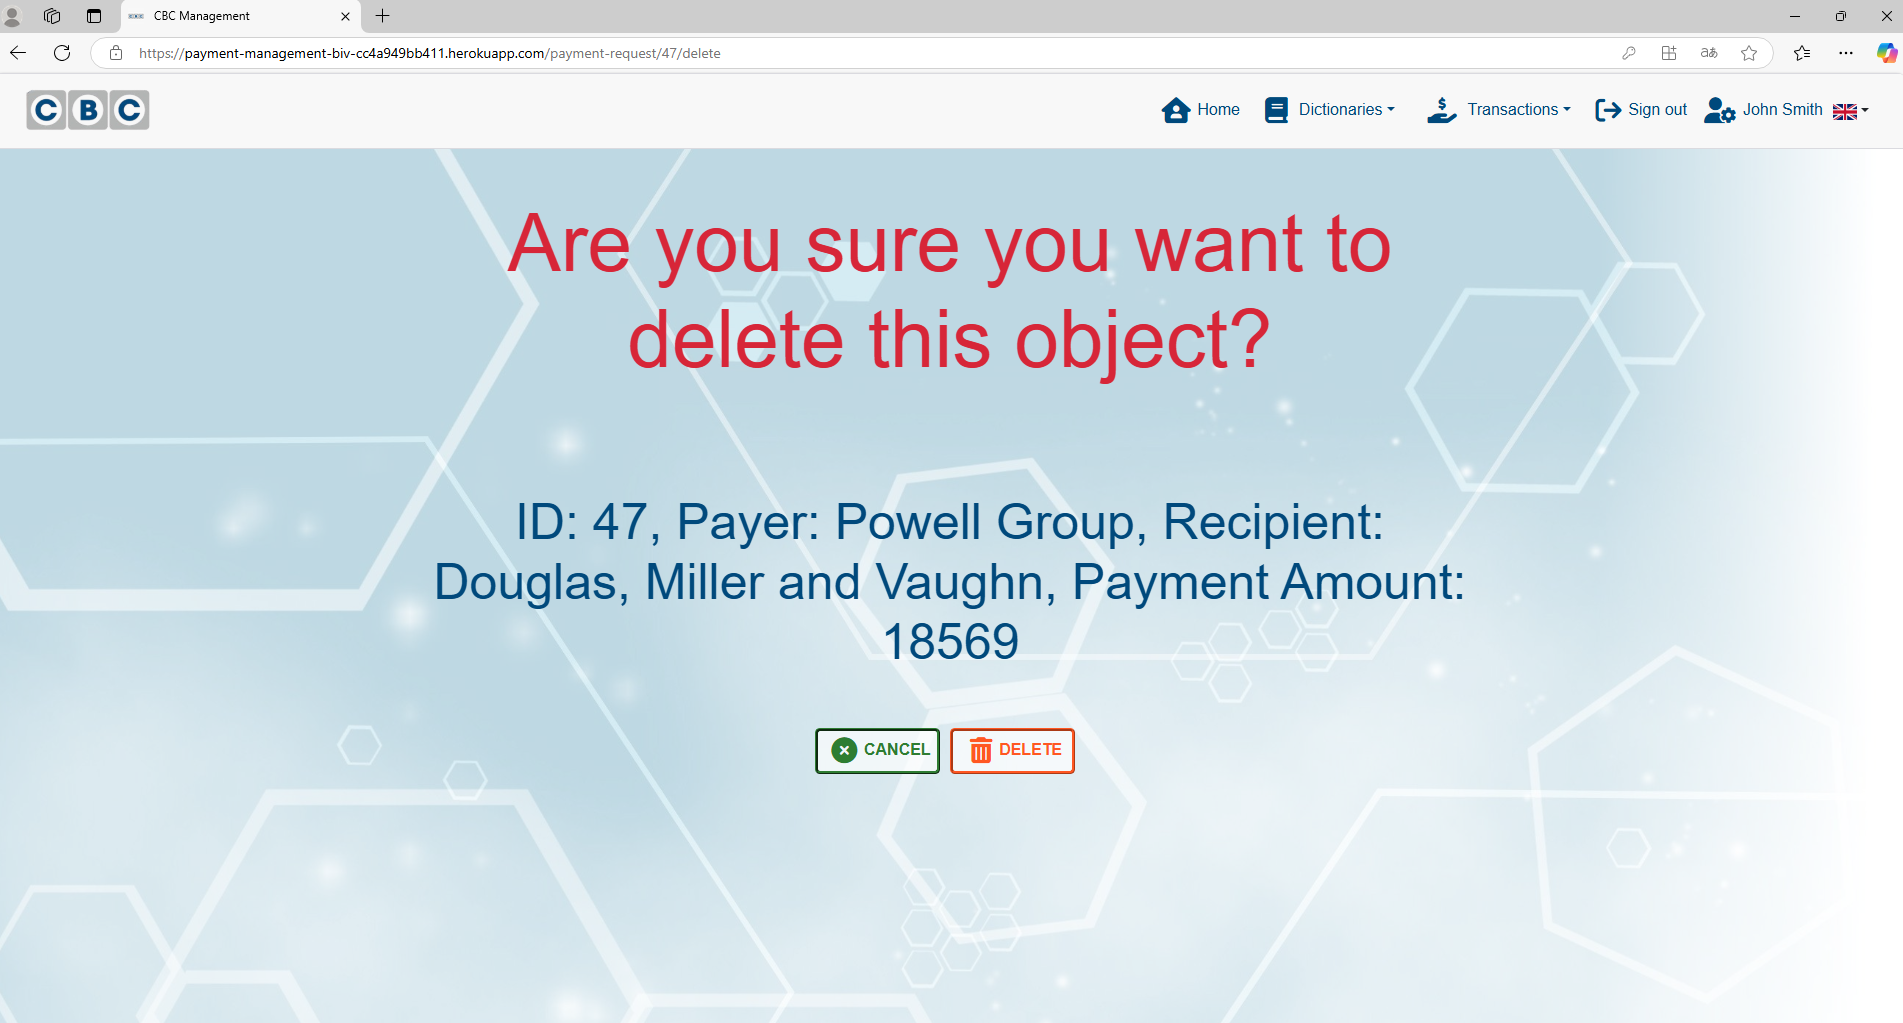 CBC Management
https://payment-management-biv-cc4a949bb411.herokuapp.com/payment-request/47/delete
CBC
Home
Dictionaries
Transactions
Sign out
John Smith
Are you sure you want to
delete this object?
ID: 47, Payer: Powell Group, Recipient:
Douglas, Miller and Vaughn, Payment Amount:
18569
CANCEL
DELETE